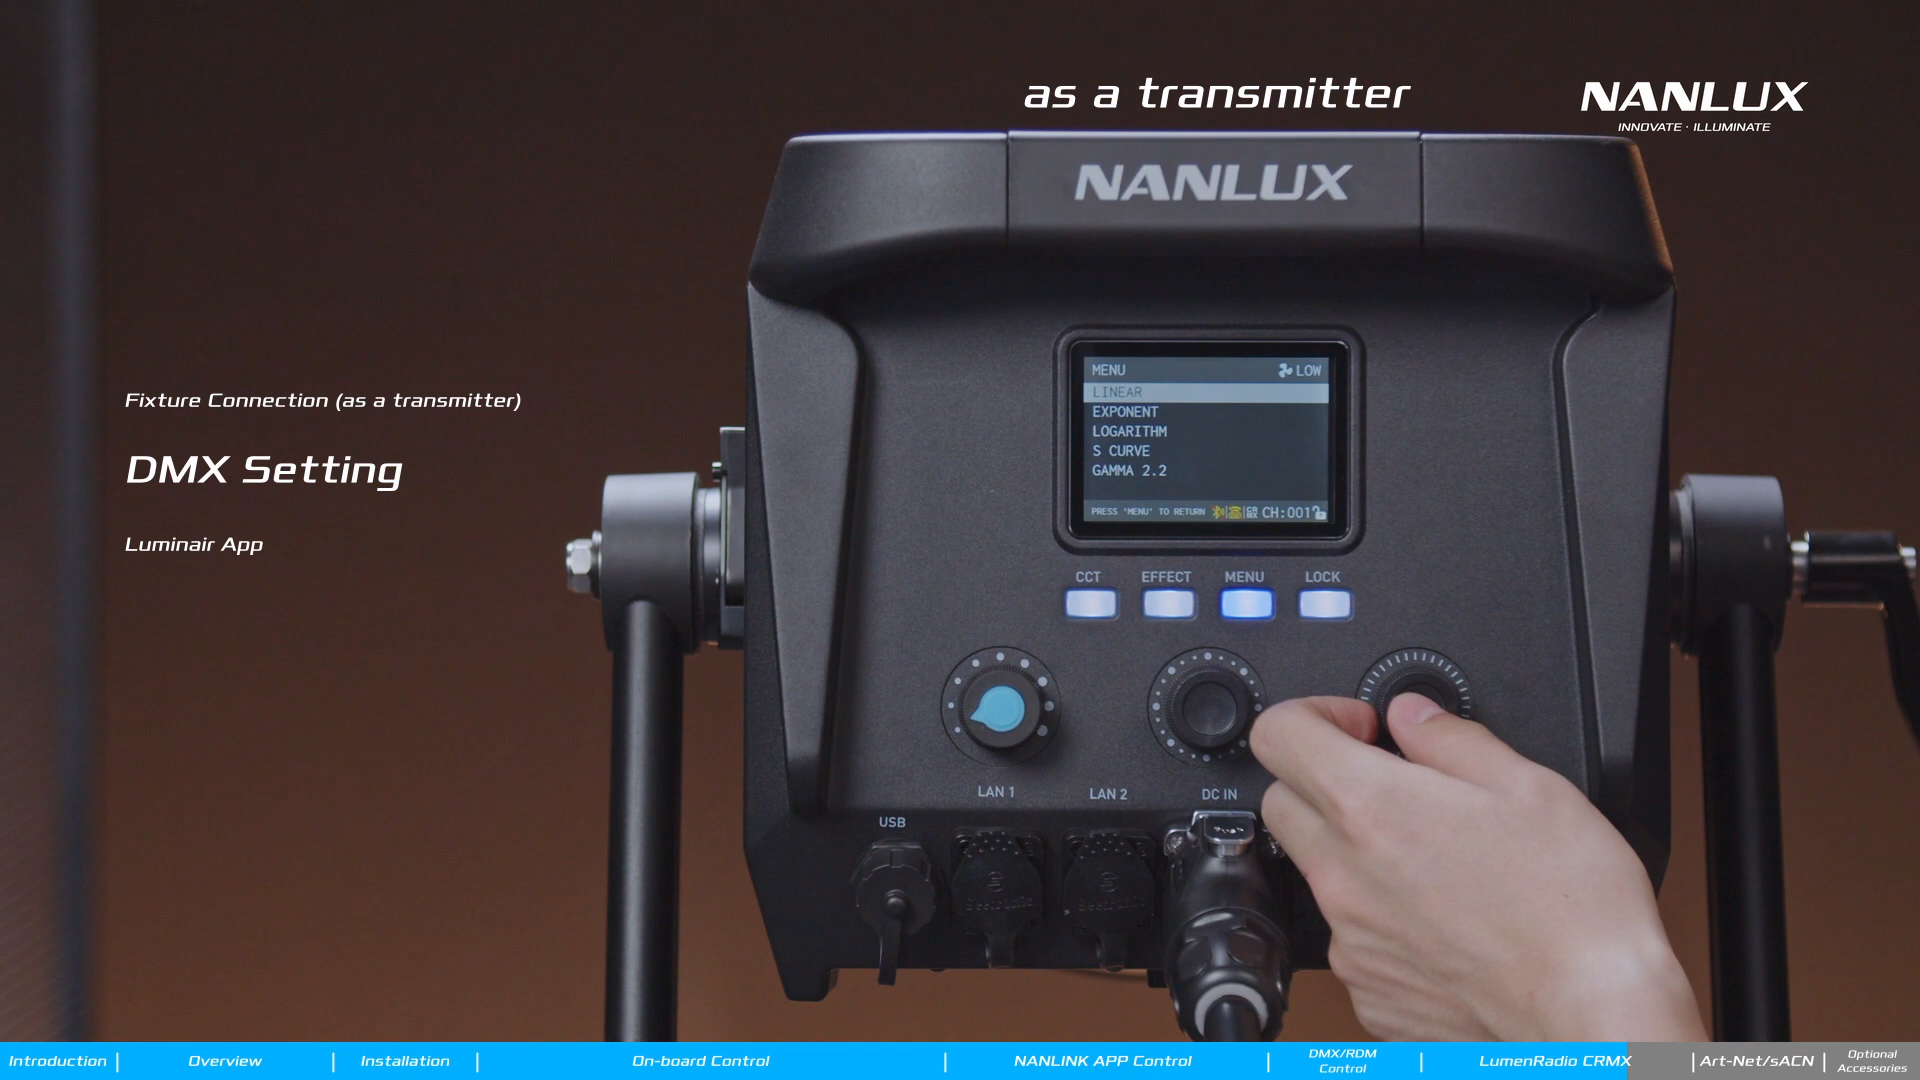 as a transmitter
NANLUX
INNOVATE · ILLUMINATE
NANLUX
Fixture Connection (as a transmitter)
DMX Setting
Luminair App
MENU LOW
LINEAR
EXPONENT
LOGARITHM
S CURVE
GAMMA 2.2
PRESS 'MENU' TO RETURN CRMX CH:001
CCT EFFECT MENU LOCK
LAN 1 LAN 2 DC IN
USB
Seetronic Seetronic
Introduction | Overview | Installation | On-board Control | NANLINK APP Control | DMX/RDM Control | LumenRadio CRMX | Art-Net/sACN | Optional Accessories